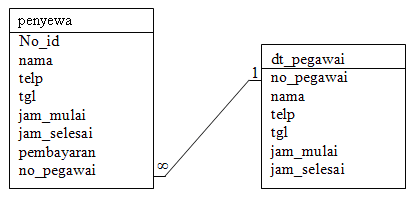 penyewa
No_id
nama
telp
tgl
jam_mulai
jam_selesai
pembayaran
no_pegawai
∞
1
dt_pegawai
no_pegawai
nama
telp
tgl
jam_mulai
jam_selesai